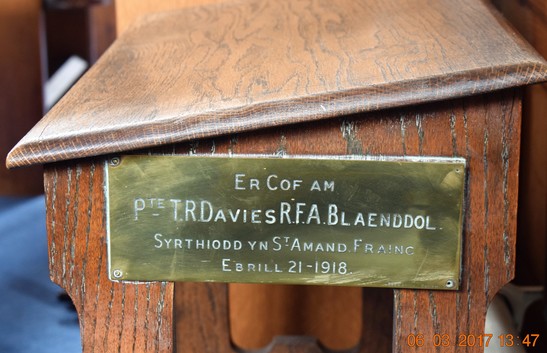 ER COF AM
PTE T.R. DAVIES R.F.A. BLAENDDOL.
SYRTHIODD YN ST AMAND. FRAINC
EBRILL 21-1918.
06 03 2017 13:47